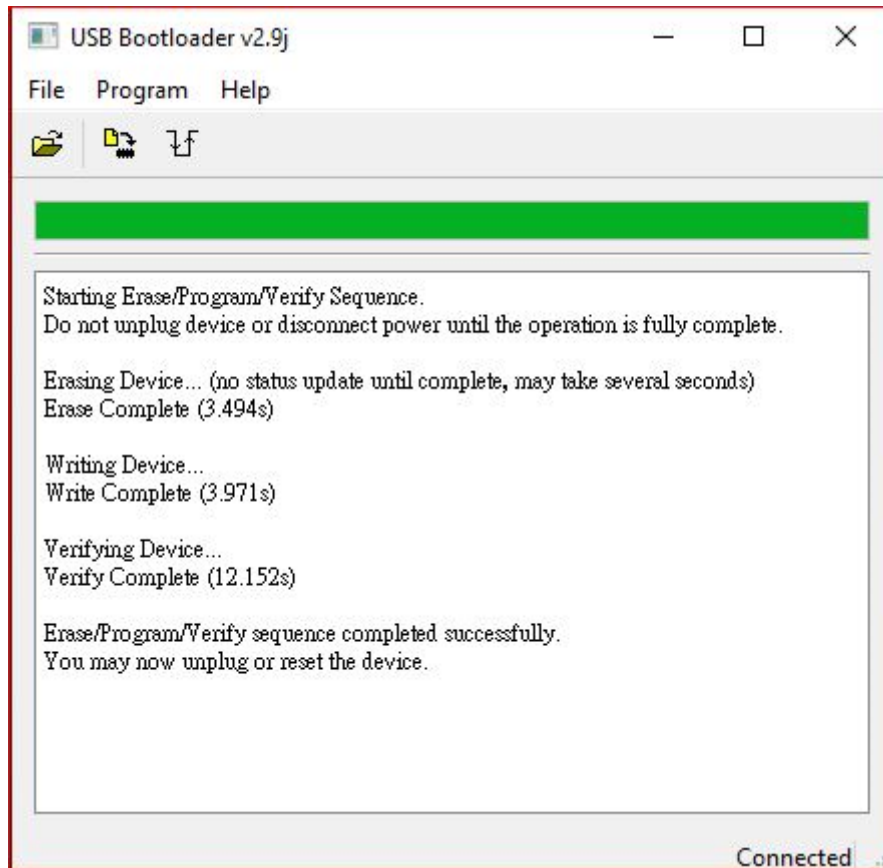 USB Bootloader v2.9j
File Program Help
Starting Erase/Program/Verify Sequence.
Do not unplug device or disconnect power until the operation is fully complete.
Erasing Device... (no status update until complete, may take several seconds)
Erase Complete (3.494s)
Writing Device...
Write Complete (3.971s)
Verifying Device...
Verify Complete (12.152s)
Erase/Program/Verify sequence completed successfully.
You may now unplug or reset the device.
Connected